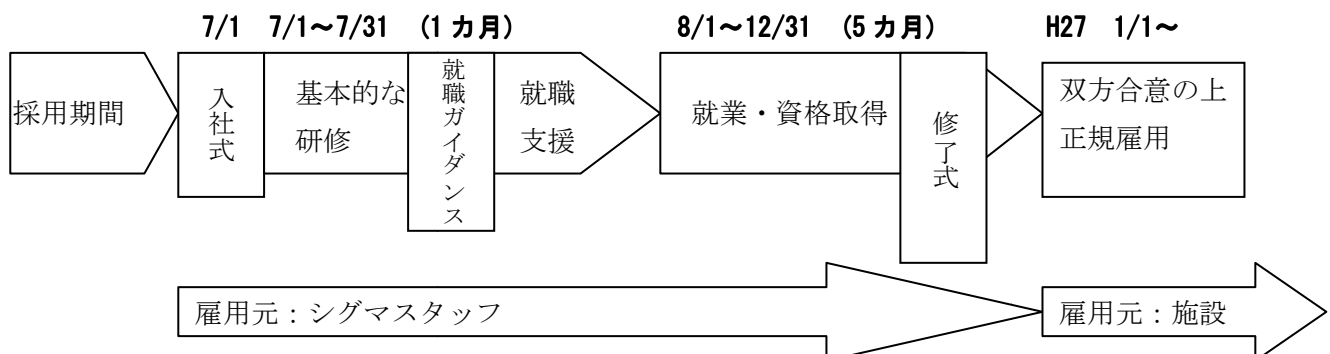 7/1 7/1～7/31 (1カ月) 8/1～12/31 (5カ月) H27 1/1～
採用期間
入社式
基本的な
研修
就職ガイダンス
就職
支援
就業・資格取得
修了式
双方合意の上
正規雇用
雇用元：シグマスタッフ
雇用元：施設